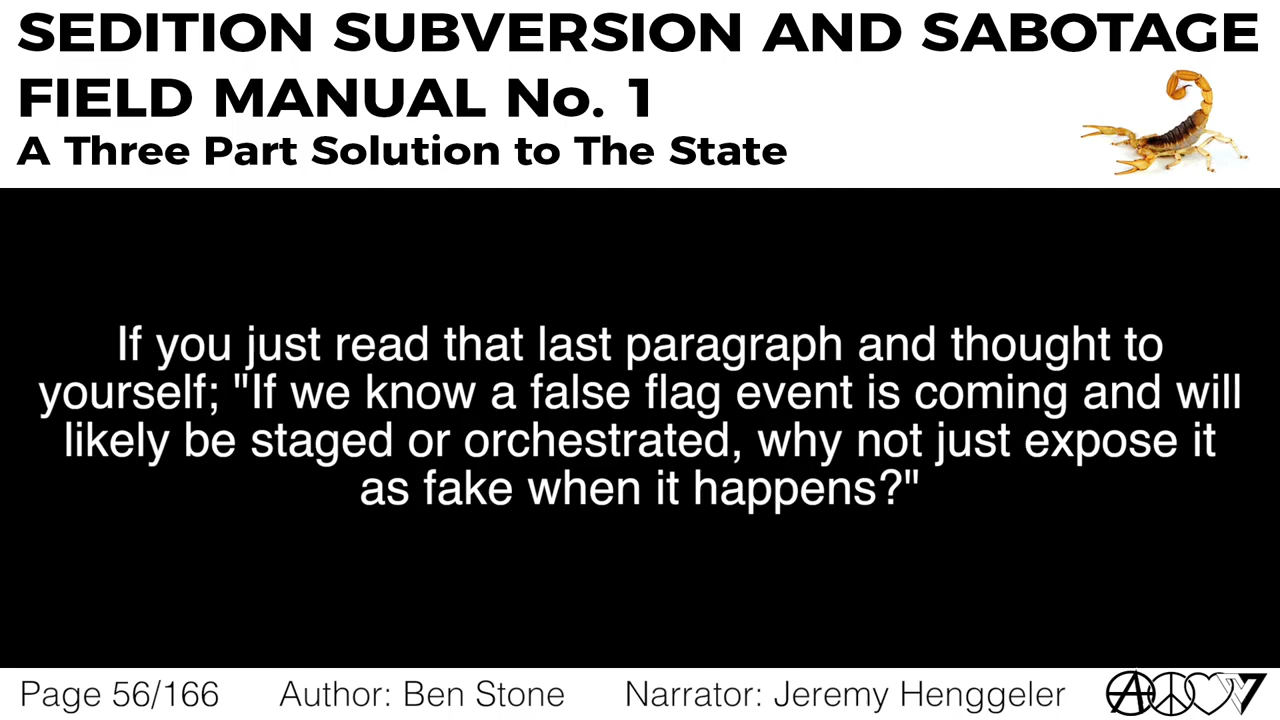 SEDITION SUBVERSION AND SABOTAGE
FIELD MANUAL No. 1
A Three Part Solution to The State
If you just read that last paragraph and thought to
yourself; "If we know a false flag event is coming and will
likely be staged or orchestrated, why not just expose it
as fake when it happens?"
Page 56/166 Author: Ben Stone Narrator: Jeremy Henggeler